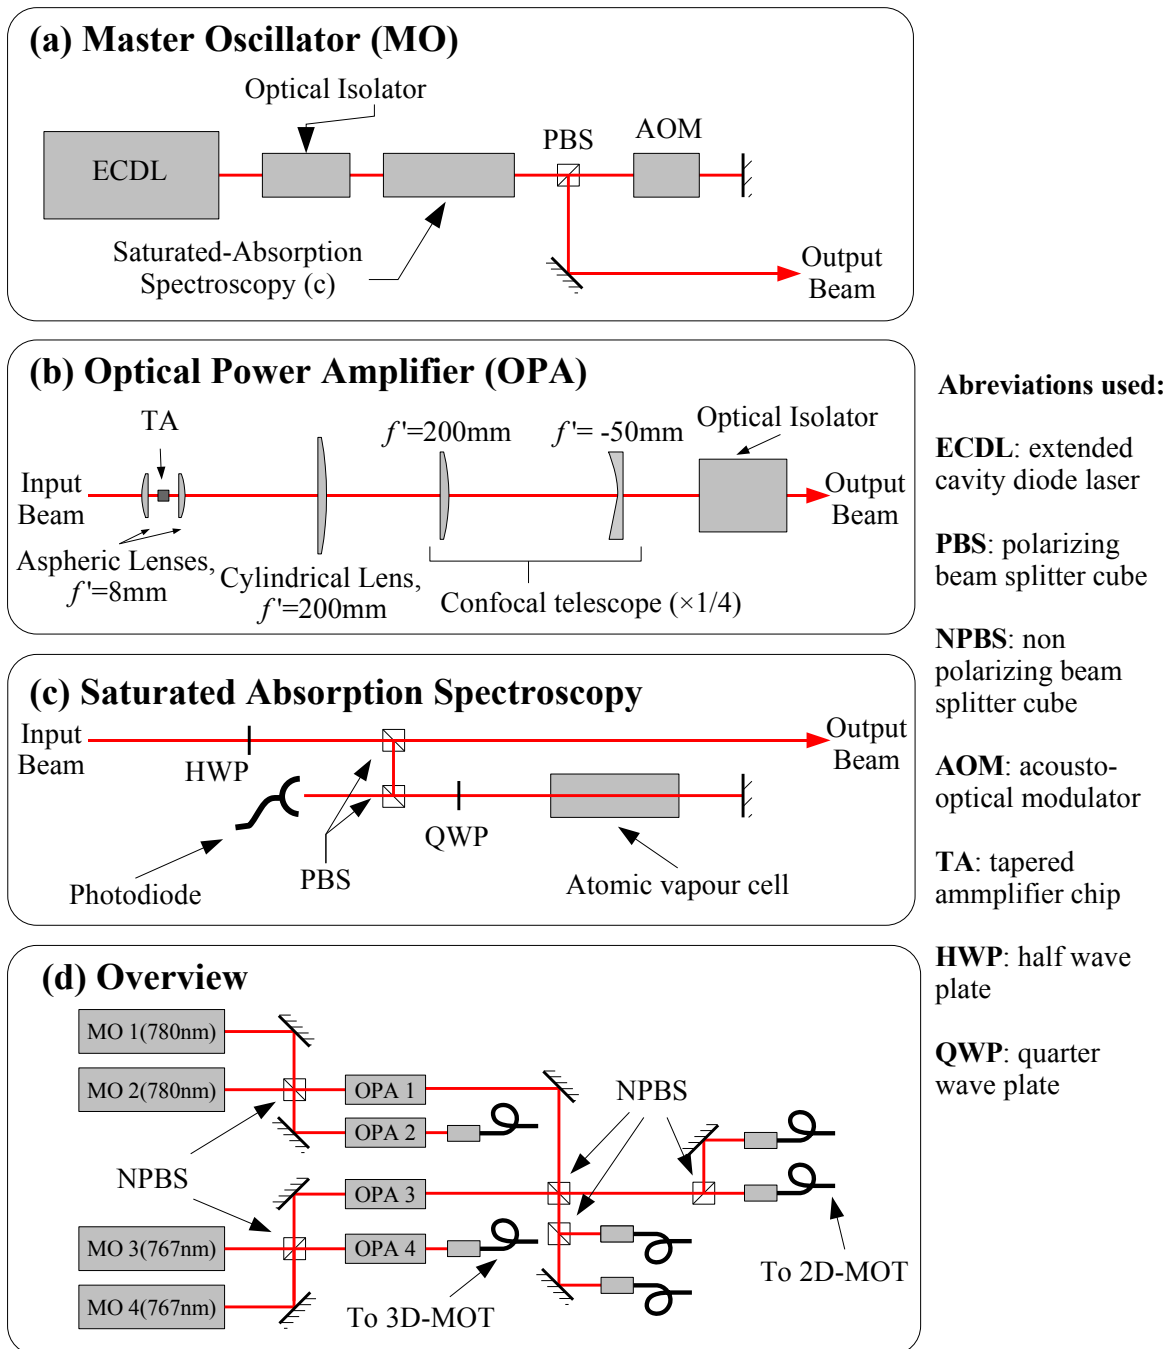 (a) Master Oscillator (MO)
Optical Isolator
ECDL
PBS
AOM
Saturated-Absorption
Spectroscopy (c)
Output
Beam
(b) Optical Power Amplifier (OPA)
TA
f'=200mm
f'= -50mm
Optical Isolator
Input
Beam
Output
Beam
Aspheric Lenses,
f'=8mm
Cylindrical Lens,
f'=200mm
Confocal telescope (×1/4)
(c) Saturated Absorption Spectroscopy
Input
Beam
HWP
Output
Beam
QWP
PBS
Photodiode
Atomic vapour cell
(d) Overview
MO 1(780nm)
MO 2(780nm)
OPA 1
OPA 2
NPBS
NPBS
OPA 3
MO 3(767nm)
OPA 4
MO 4(767nm)
To 3D-MOT
To 2D-MOT
Abreviations used:
ECDL: extended
cavity diode laser
PBS: polarizing
beam splitter cube
NPBS: non
polarizing beam
splitter cube
AOM: acousto-
optical modulator
TA: tapered
ammplifier chip
HWP: half wave
plate
QWP: quarter
wave plate